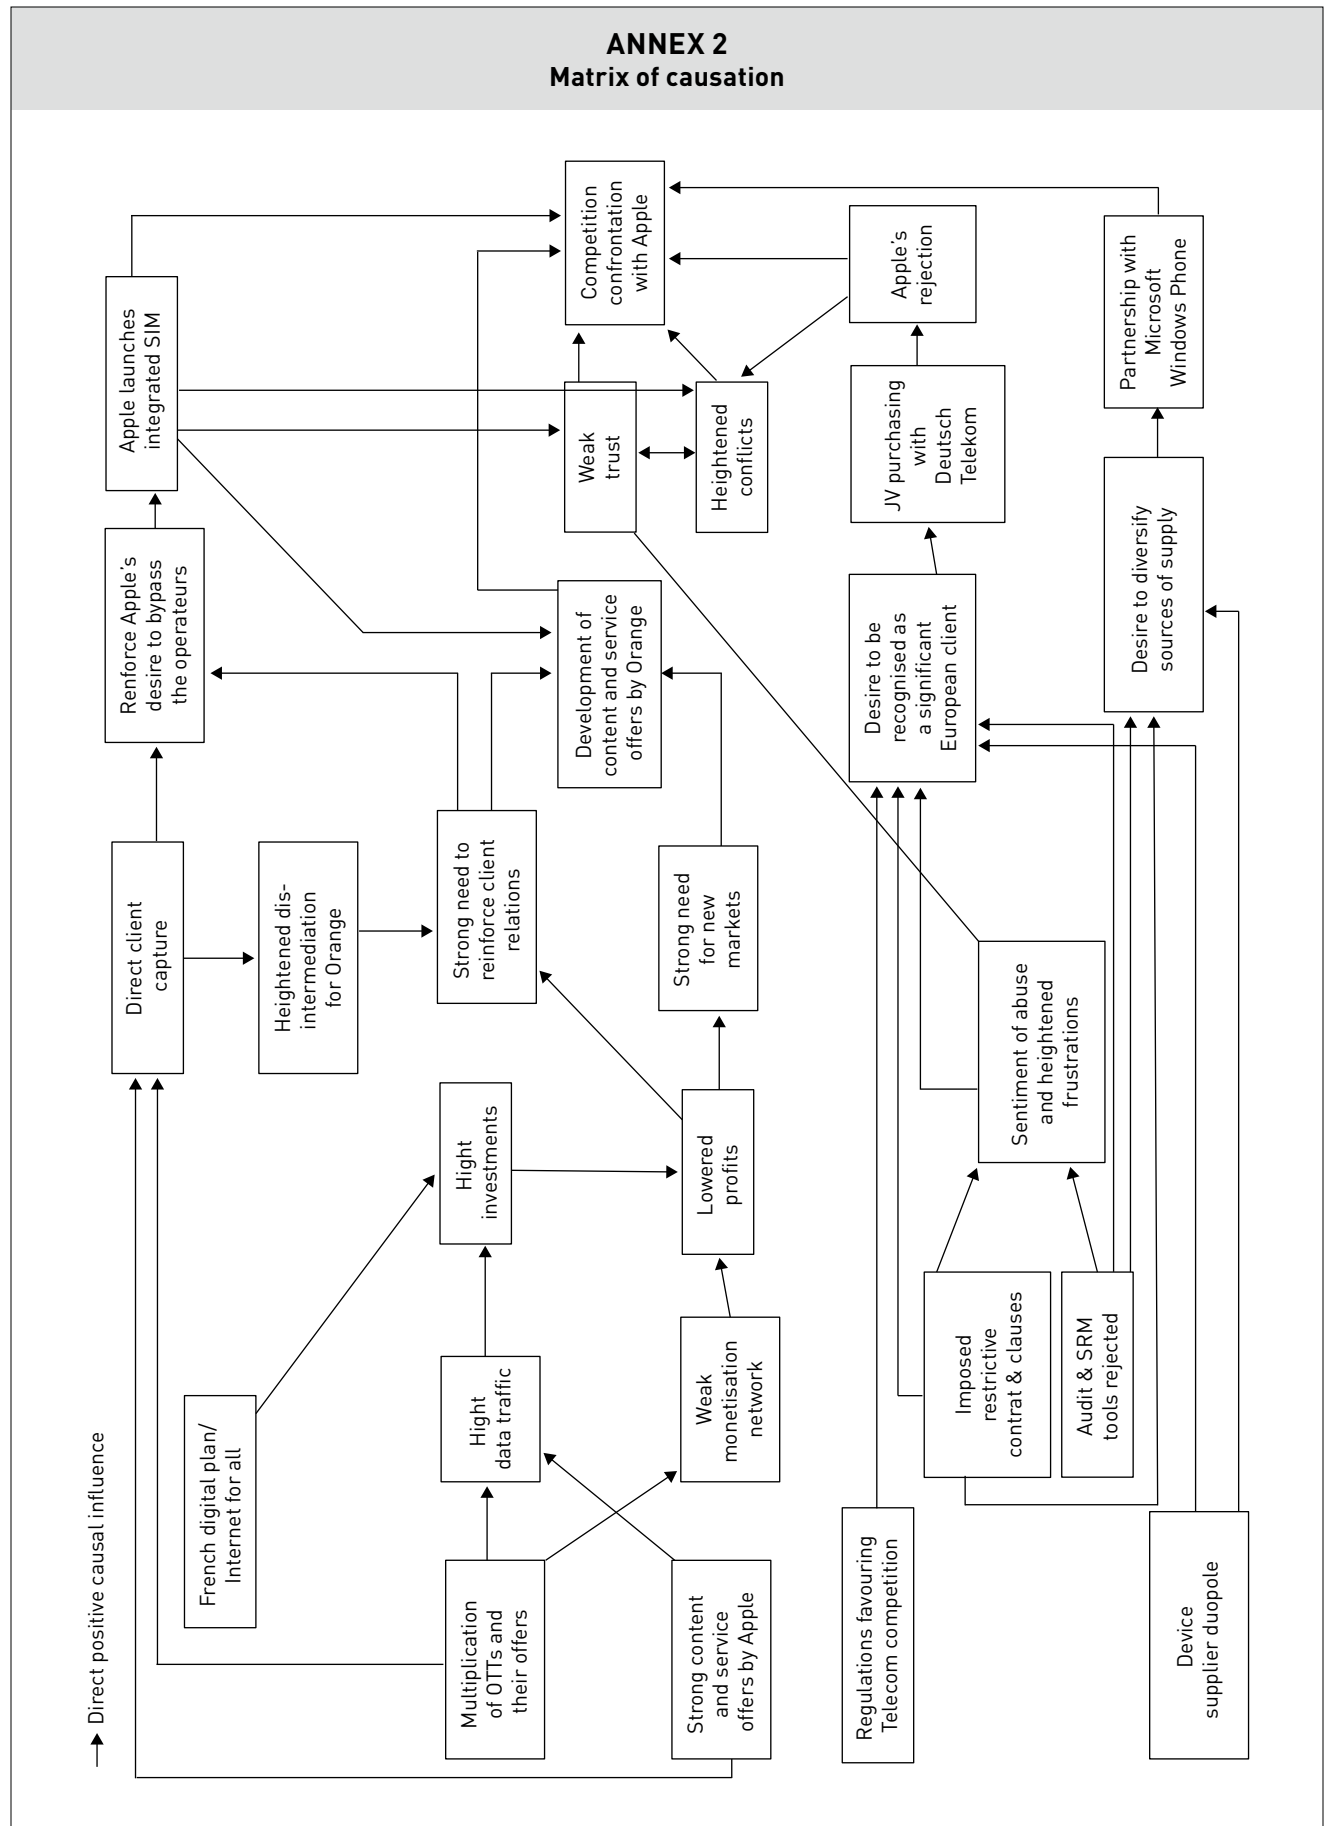 ANNEX 2
Matrix of causation
Direct positive causal influence
French digital plan/
Internet for all
Multiplication
of OTTs and
their offers
Strong content
and service
offers by Apple
Hight
data traffic
Weak
monetisation
network
Hight
investments
Lowered
profits
Direct client
capture
Heightened dis-
intermediation
for Orange
Strong need to
reinforce client
relations
Strong need
for new
markets
Renforce Apple's
desire to bypass
the operateurs
Development of
content and service
offers by Orange
Apple launches
integrated SIM
Weak
trust
Heightened
conflicts
Competition
confrontation
with Apple
Regulations favouring
Telecom competition
Device
supplier duopole
Imposed
restrictive
contrat & clauses
Audit & SRM
tools rejected
Sentiment of abuse
and heightened
frustrations
Desire to be
recognised as
a significant
European client
Desire to diversify
sources of supply
JV purchasing
with
Deutsch
Telekom
Apple's
rejection
Partnership with
Microsoft
Windows Phone